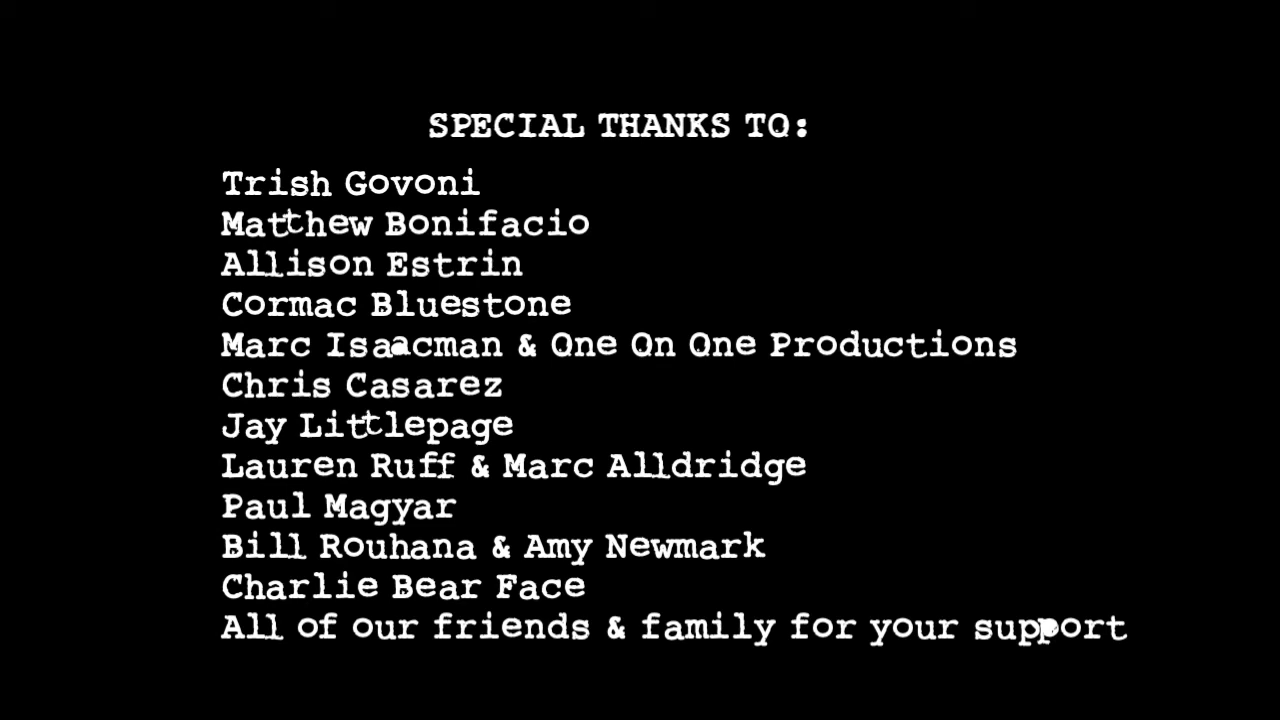 SPECIAL THANKS TO:
Trish Govoni
Matthew Bonifacio
Allison Estrin
Cormac Bluestone
Marc Isaacman & One On One Productions
Chris Casarez
Jay Littlepage
Lauren Ruff & Marc Alldridge
Paul Magyar
Bill Rouhana & Amy Newmark
Charlie Bear Face
All of our friends & family for your support